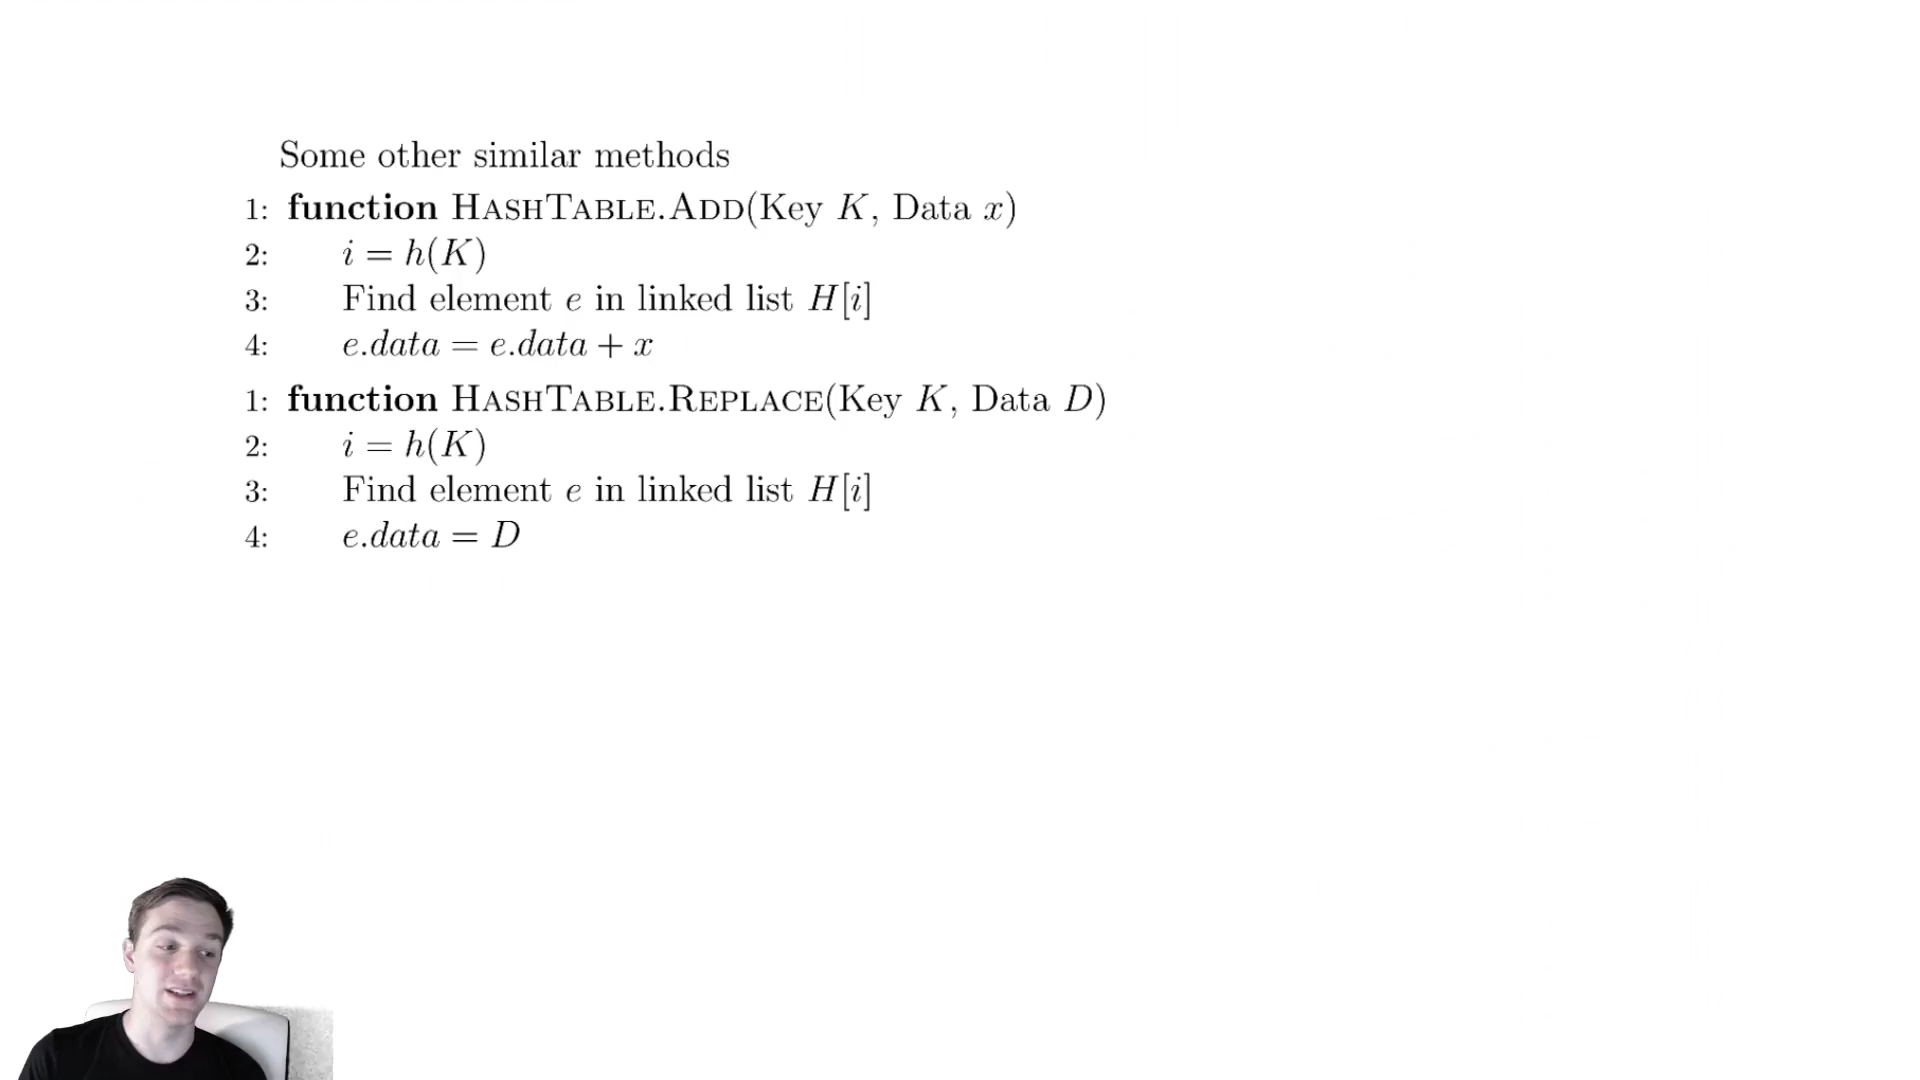 Some other similar methods
1: function HASHTABLE.ADD(Key K, Data x)
2: i = h(K)
3: Find element e in linked list H[i]
4: e.data = e.data + x
1: function HASHTABLE.REPLACE(Key K, Data D)
2: i = h(K)
3: Find element e in linked list H[i]
4: e.data = D